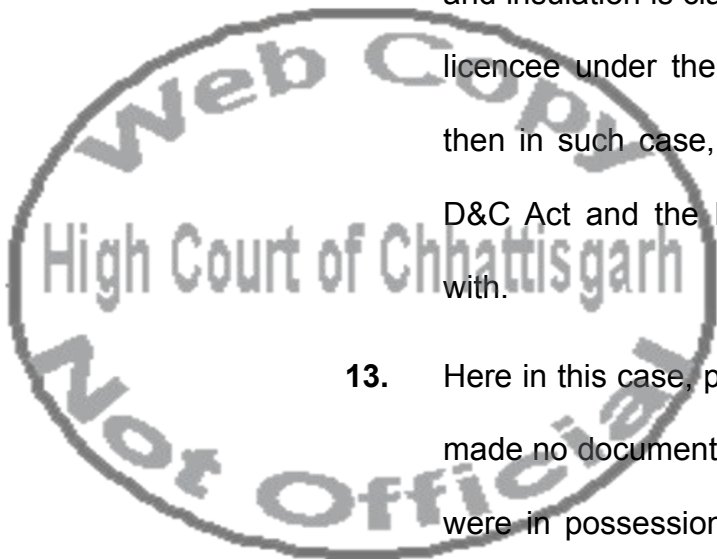 and insulation is
licencee under the
then in such case,
D&C Act and the
with.
13. Here in this case,
made no document
were in possession
Web Copy
High Court of Chhattisgarh
Not Official